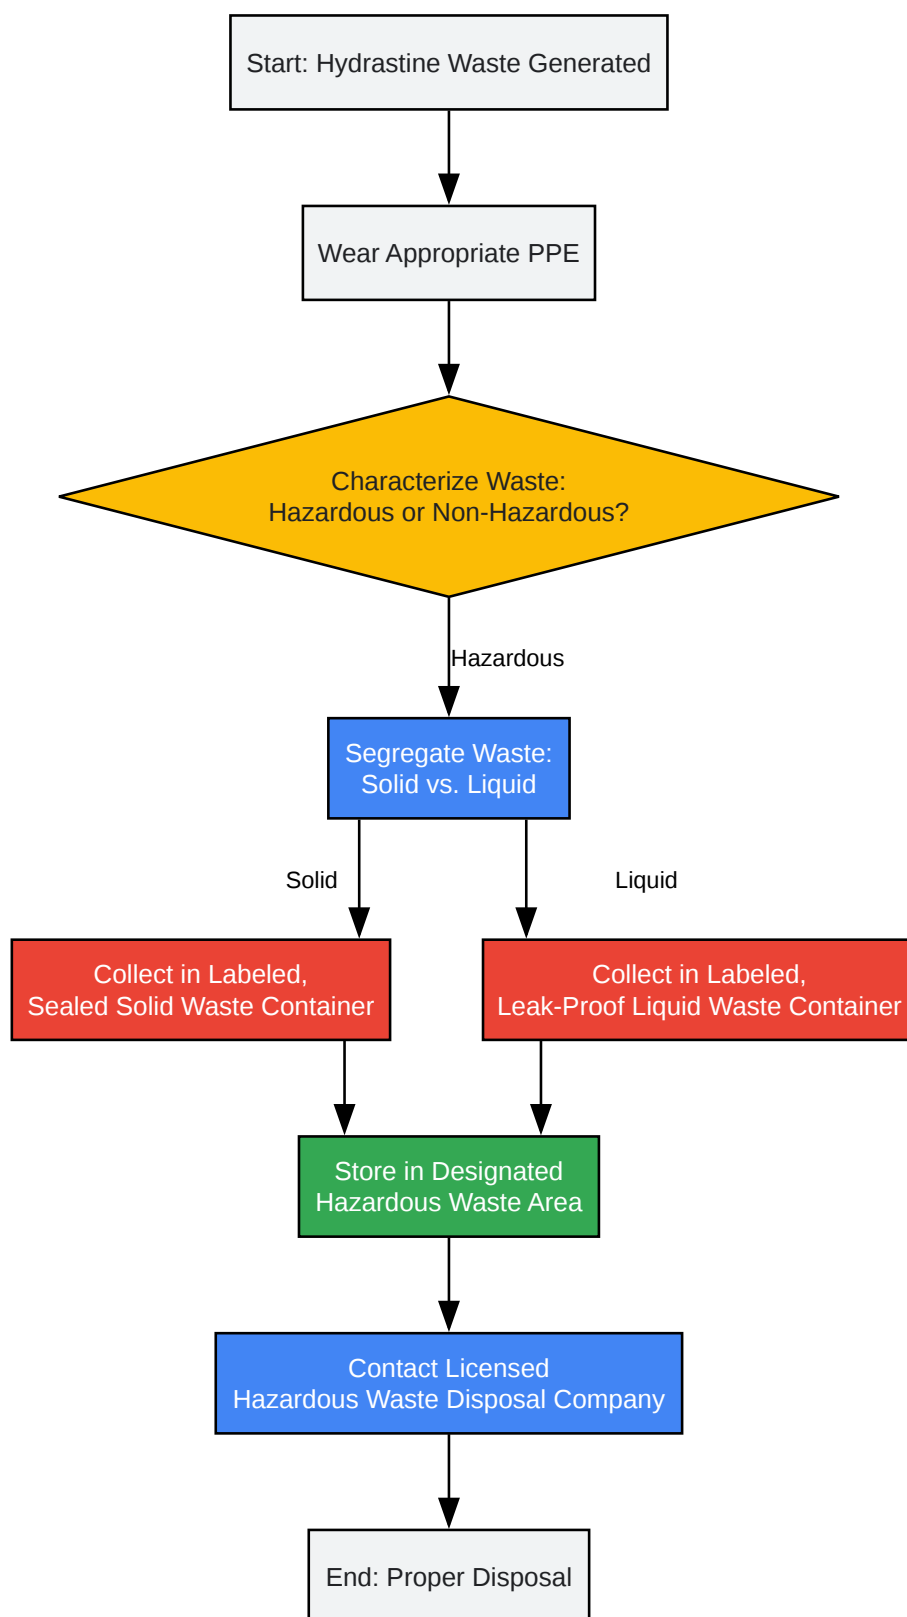 Start: Hydrastine Waste Generated
Wear Appropriate PPE
Characterize Waste:
Hazardous or Non-Hazardous?
Hazardous
Segregate Waste:
Solid vs. Liquid
Solid
Liquid
Collect in Labeled,
Sealed Solid Waste Container
Collect in Labeled,
Leak-Proof Liquid Waste Container
Store in Designated
Hazardous Waste Area
Contact Licensed
Hazardous Waste Disposal Company
End: Proper Disposal